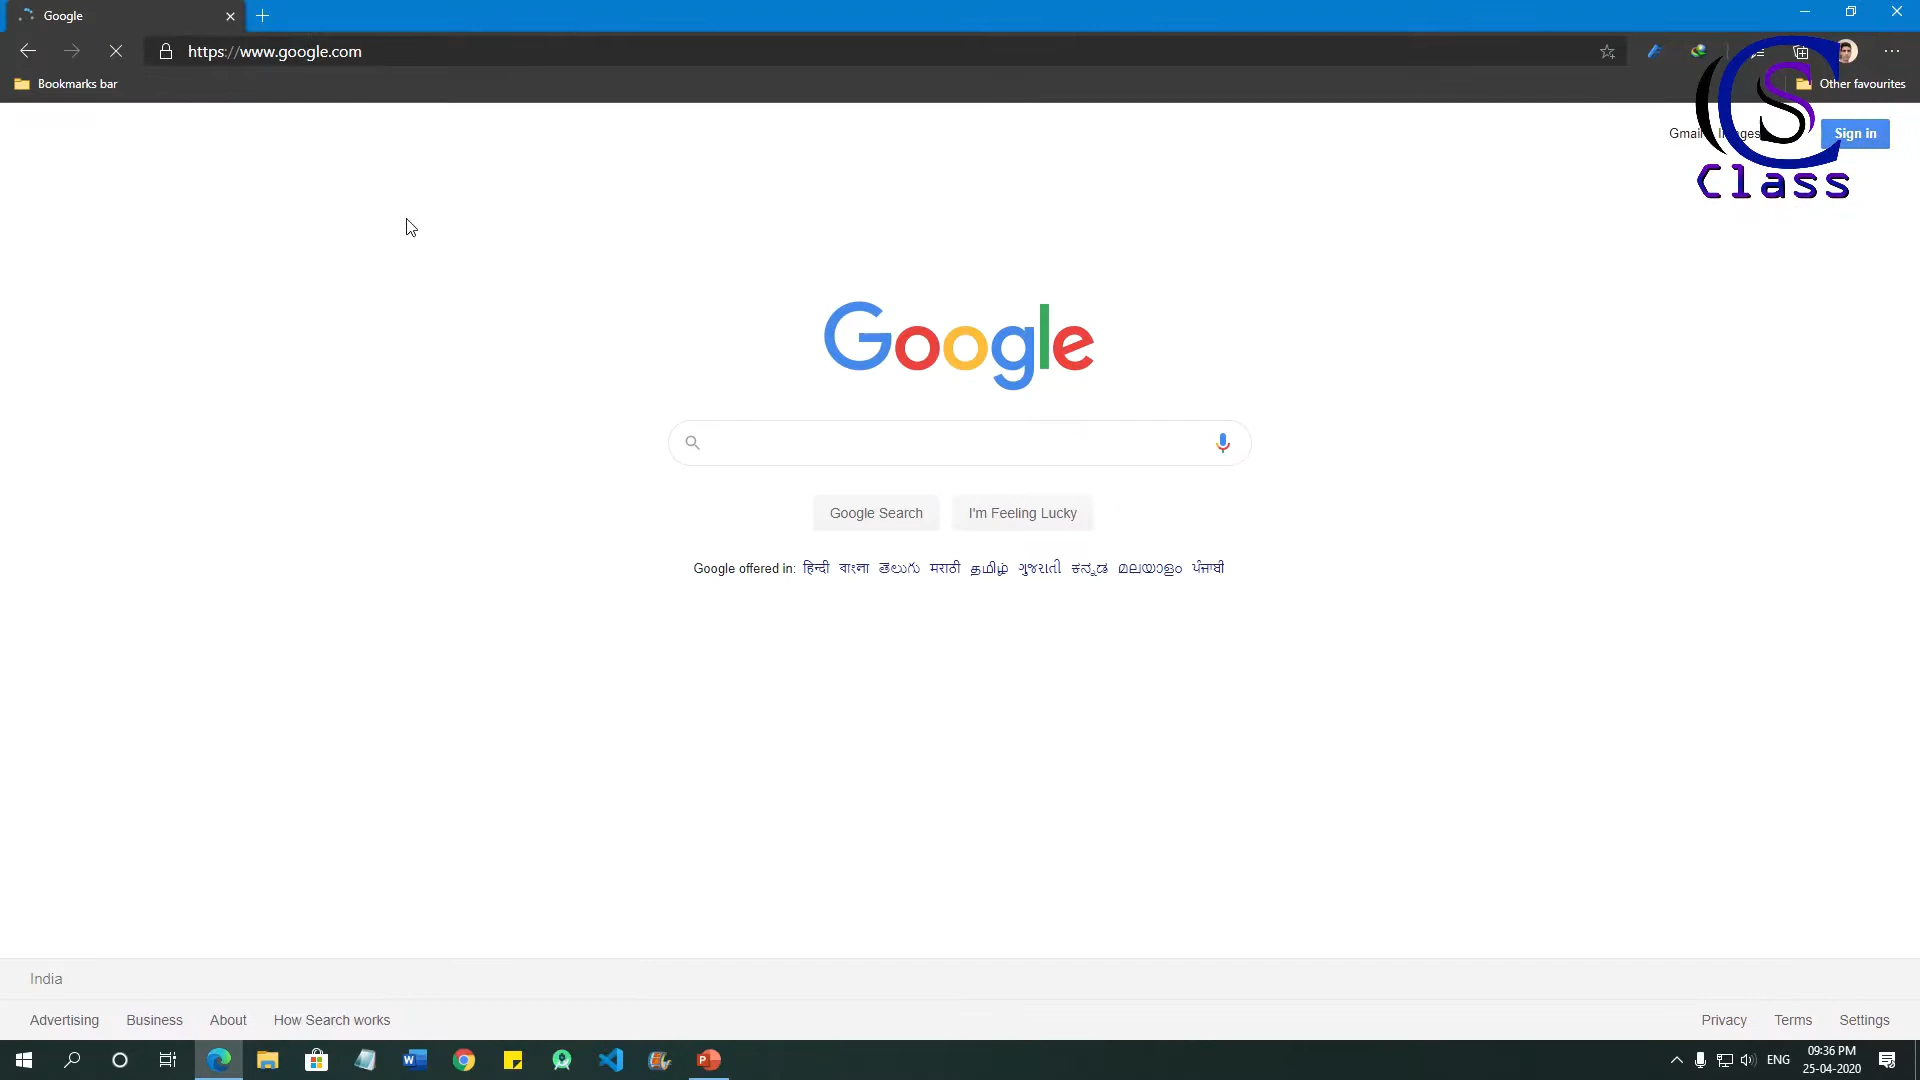 Google
https://www.google.com
Bookmarks bar
Other favourites
Gmail
Sign in
CS
Class
Google
Google Search
I'm Feeling Lucky
Google offered in: हिन्दी বাংলা తెలుగు मराठी தமிழ் ગુજરાતી ಕನ್ನಡ മലയാളം ਪੰਜਾਬੀ
India
Advertising Business About How Search works
Privacy Terms Settings
ENG
09:36 PM
25-04-2020